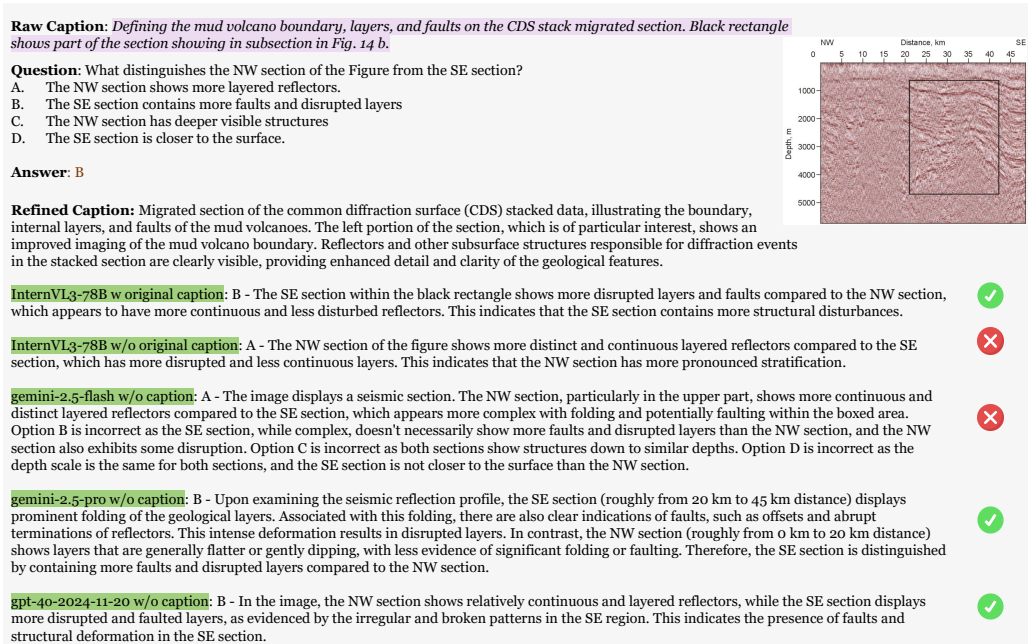 Raw Caption: Defining the mud volcano boundary, layers, and faults on the CDS stack migrated section. Black rectangle
shows part of the section showing in subsection in Fig. 14 b.
Question: What distinguishes the NW section of the Figure from the SE section?
A. The NW section shows more layered reflectors.
B. The SE section contains more faults and disrupted layers
C. The NW section has deeper visible structures
D. The SE section is closer to the surface.
Answer: B
NW Distance, km SE
0 5 10 15 20 25 30 35 40 45
Depth, m
1000
2000
3000
4000
5000
Refined Caption: Migrated section of the common diffraction surface (CDS) stacked data, illustrating the boundary,
internal layers, and faults of the mud volcanoes. The left portion of the section, which is of particular interest, shows an
improved imaging of the mud volcano boundary. Reflectors and other subsurface structures responsible for diffraction events
in the stacked section are clearly visible, providing enhanced detail and clarity of the geological features.
InternVL3-78B w original caption: B - The SE section within the black rectangle shows more disrupted layers and faults compared to the NW section,
which appears to have more continuous and less disturbed reflectors. This indicates that the SE section contains more structural disturbances.
InternVL3-78B w/o original caption: A - The NW section of the figure shows more distinct and continuous layered reflectors compared to the SE
section, which has more disrupted and less continuous layers. This indicates that the NW section has more pronounced stratification.
gemini-2.5-flash w/o caption: A - The image displays a seismic section. The NW section, particularly in the upper part, shows more continuous and
distinct layered reflectors compared to the SE section, which appears more complex with folding and potentially faulting within the boxed area.
Option B is incorrect as the SE section, while complex, doesn't necessarily show more faults and disrupted layers than the NW section, and the NW
section also exhibits some disruption. Option C is incorrect as both sections show structures down to similar depths. Option D is incorrect as the
depth scale is the same for both sections, and the SE section is not closer to the surface than the NW section.
gemini-2.5-pro w/o caption: B - Upon examining the seismic reflection profile, the SE section (roughly from 20 km to 45 km distance) displays
prominent folding of the geological layers. Associated with this folding, there are also clear indications of faults, such as offsets and abrupt
terminations of reflectors. This intense deformation results in disrupted layers. In contrast, the NW section (roughly from 0 km to 20 km distance)
shows layers that are generally flatter or gently dipping, with less evidence of significant folding or faulting. Therefore, the SE section is distinguished
by containing more faults and disrupted layers compared to the NW section.
gpt-4o-2024-11-20 w/o caption: B - In the image, the NW section shows relatively continuous and layered reflectors, while the SE section displays
more disrupted and faulted layers, as evidenced by the irregular and broken patterns in the SE region. This indicates the presence of faults and
structural deformation in the SE section.